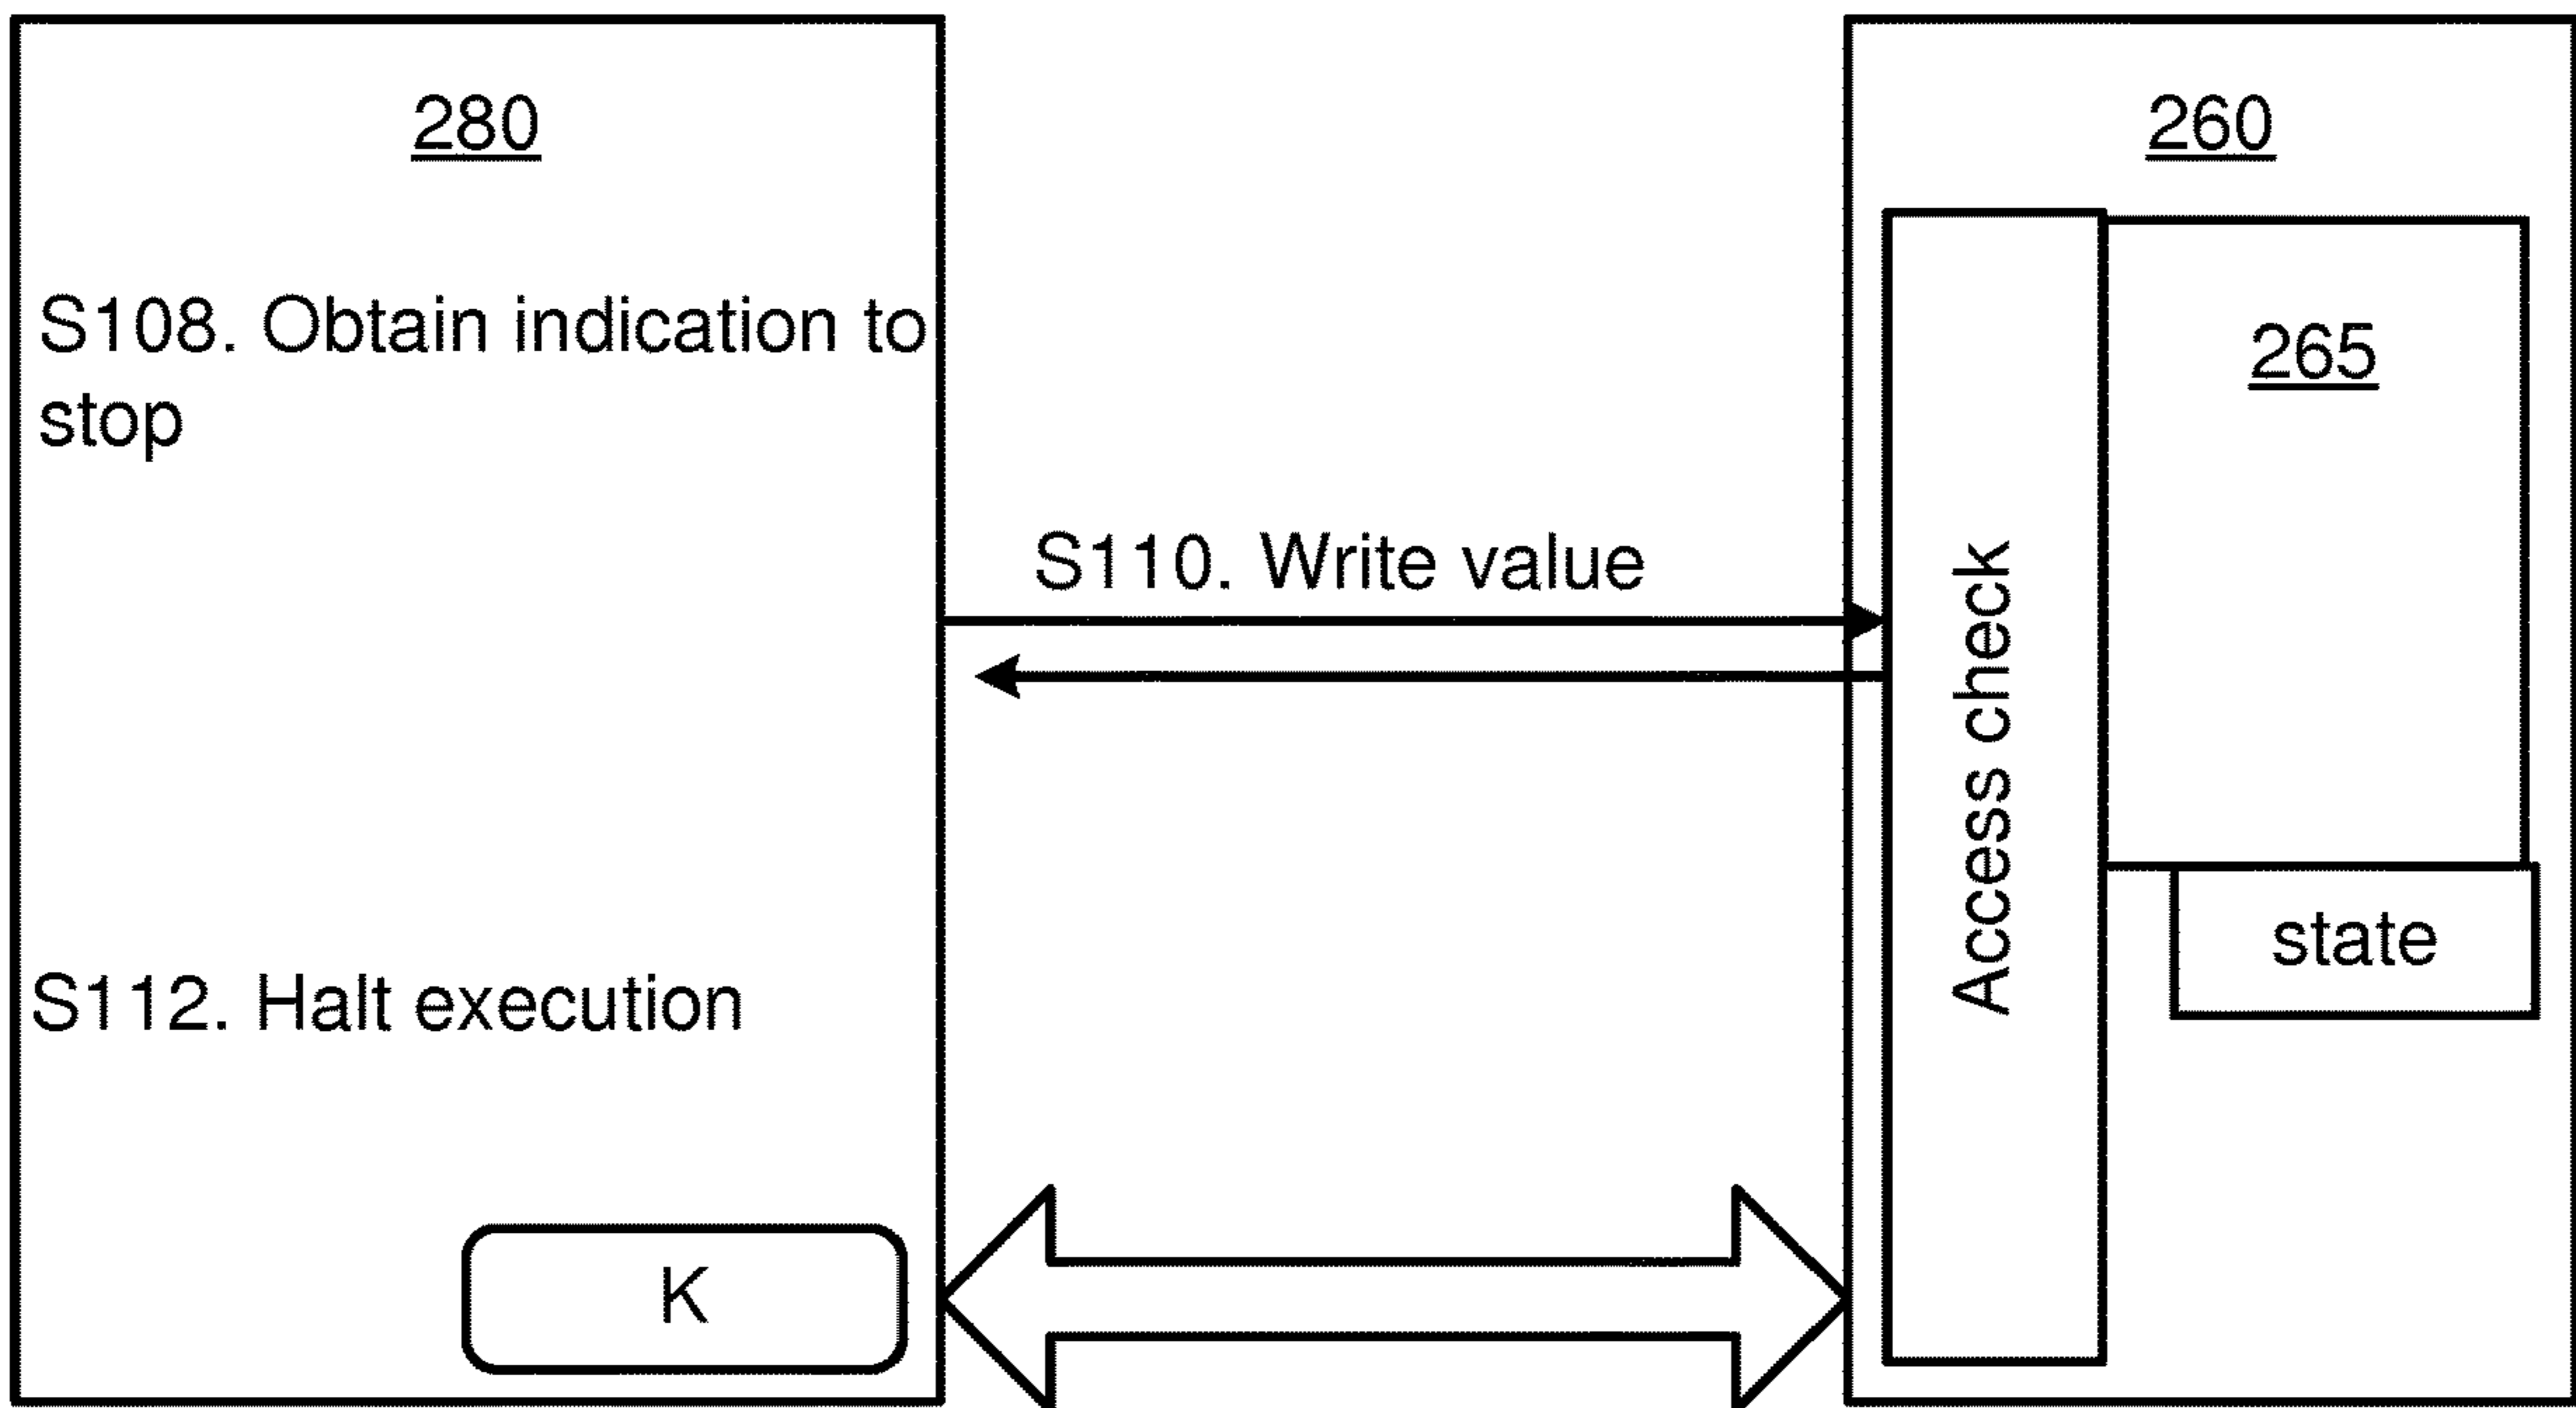 280
260
S108. Obtain indication to
stop
265
S110. Write value
Access check
state
S112. Halt execution
K